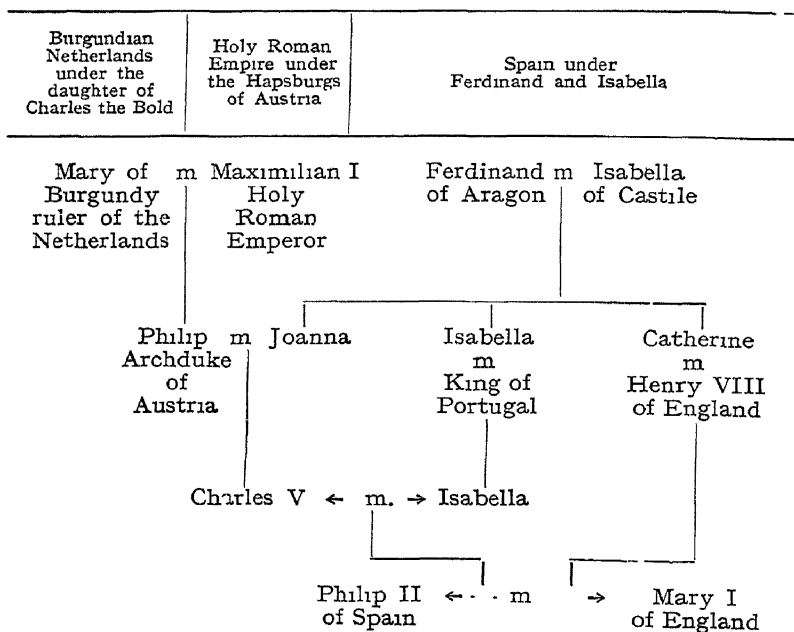 Burgundian
Netherlands
under the
daughter of
Charles the Bold
Holy Roman
Empire under
the Hapsburgs
of Austria
Spain under
Ferdinand and Isabella
Mary of m Maximilian I
Burgundy Holy
ruler of the Roman
Netherlands Emperor
Ferdinand m Isabella
of Aragon of Castile
Philip m Joanna
Archduke
of
Austria
Isabella
m
King of
Portugal
Catherine
m
Henry VIII
of England
Charles V ← m. → Isabella
Philip II ← · · m → Mary I
of Spain of England